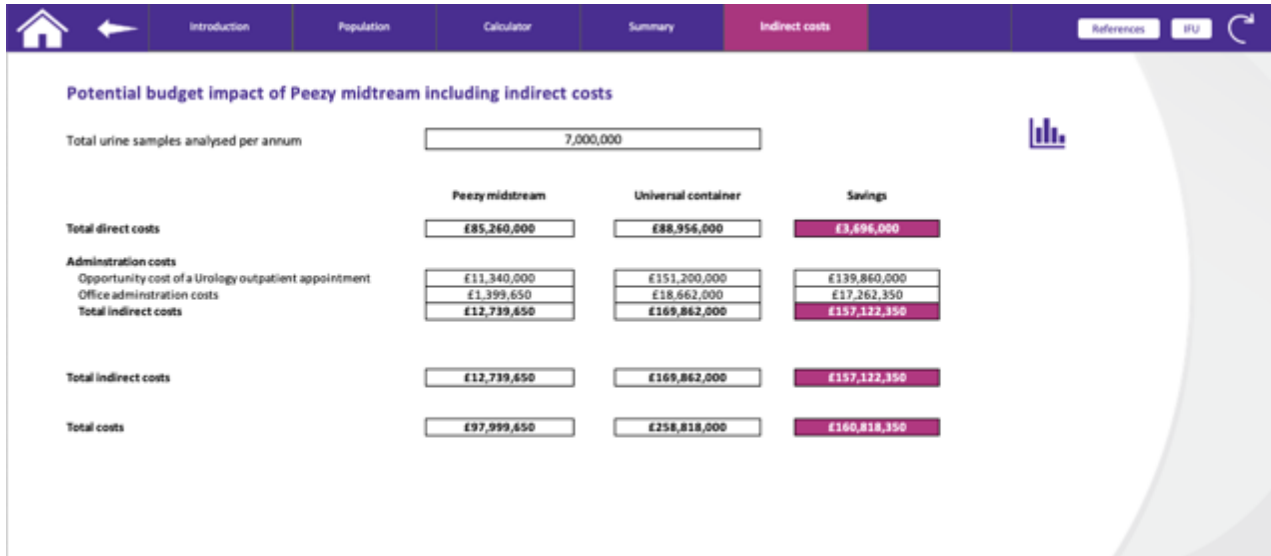 Introduction Population Calculator Summary Indirect costs References IFU
Potential budget impact of Peezy midtream including indirect costs
Total urine samples analysed per annum 7,000,000
Peezy midstream Universal container Savings
Total direct costs £85,260,000 £88,956,000 £3,696,000
Adminstration costs
Opportunity cost of a Urology outpatient appointment £11,340,000 £151,200,000 £139,860,000
Office adminstration costs £1,399,650 £18,662,000 £17,262,350
Total indirect costs £12,739,650 £169,862,000 £157,122,350
Total indirect costs £12,739,650 £169,862,000 £157,122,350
Total costs £97,999,650 £258,818,000 £160,818,350